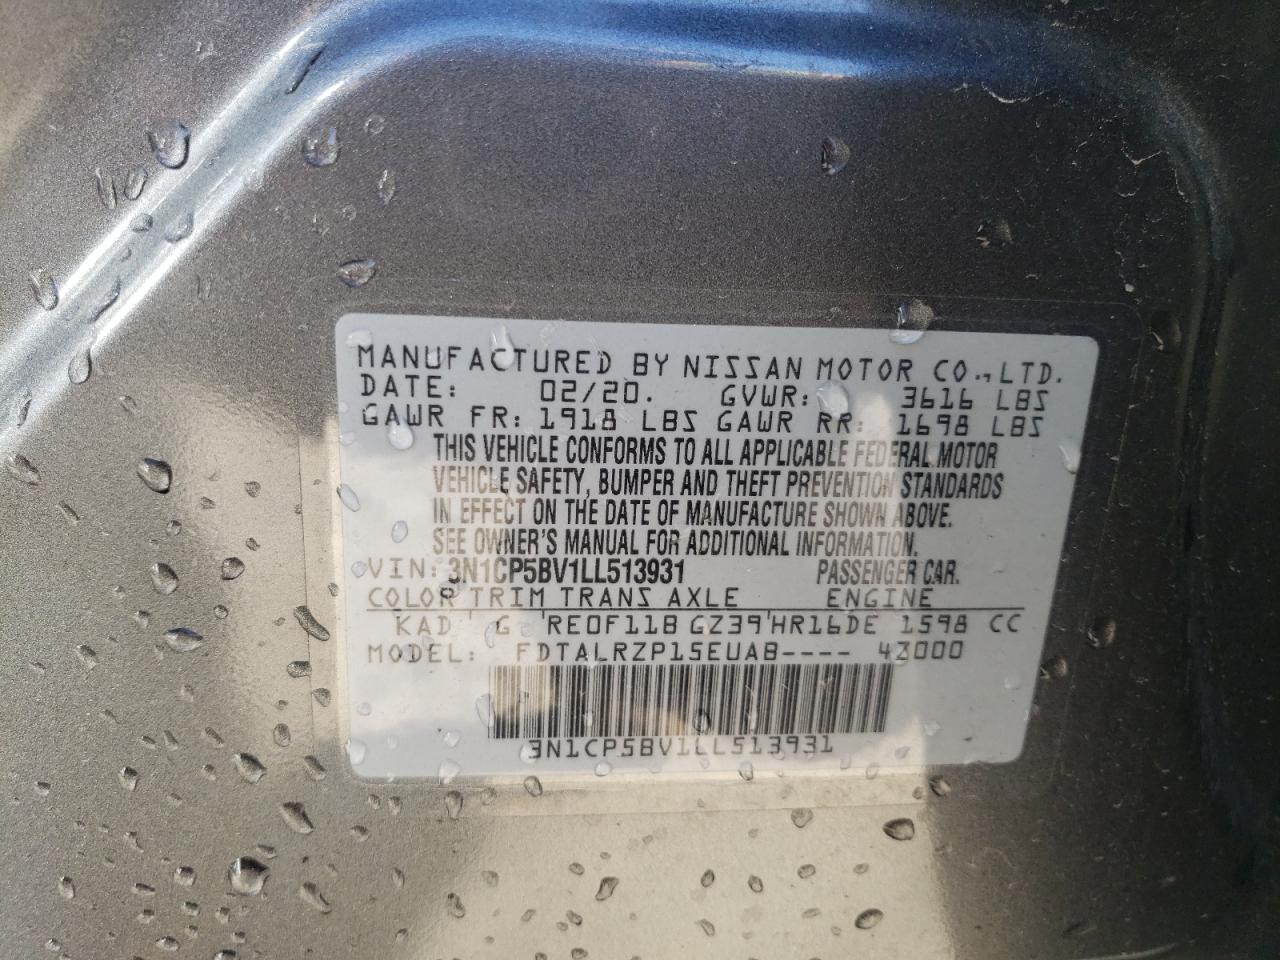 MANUFACTURED BY NISSAN MOTOR CO., LTD.
DATE: 02/20. GVWR: 3616 LBS
GAWR FR: 1918 LBS GAWR RR: 1698 LBS
THIS VEHICLE CONFORMS TO ALL APPLICABLE FEDERAL MOTOR
VEHICLE SAFETY, BUMPER AND THEFT PREVENTION STANDARDS
IN EFFECT ON THE DATE OF MANUFACTURE SHOWN ABOVE.
SEE OWNER'S MANUAL FOR ADDITIONAL INFORMATION.
VIN: 3N1CP5BV1LL513931 PASSENGER CAR.
COLOR TRIM TRANS AXLE ENGINE
KAD G RE0F11B GZ39 HR16DE 1598 CC
MODEL: FDTALRZP15EUAB---- 4Z000
3N1CP5BV1LL513931